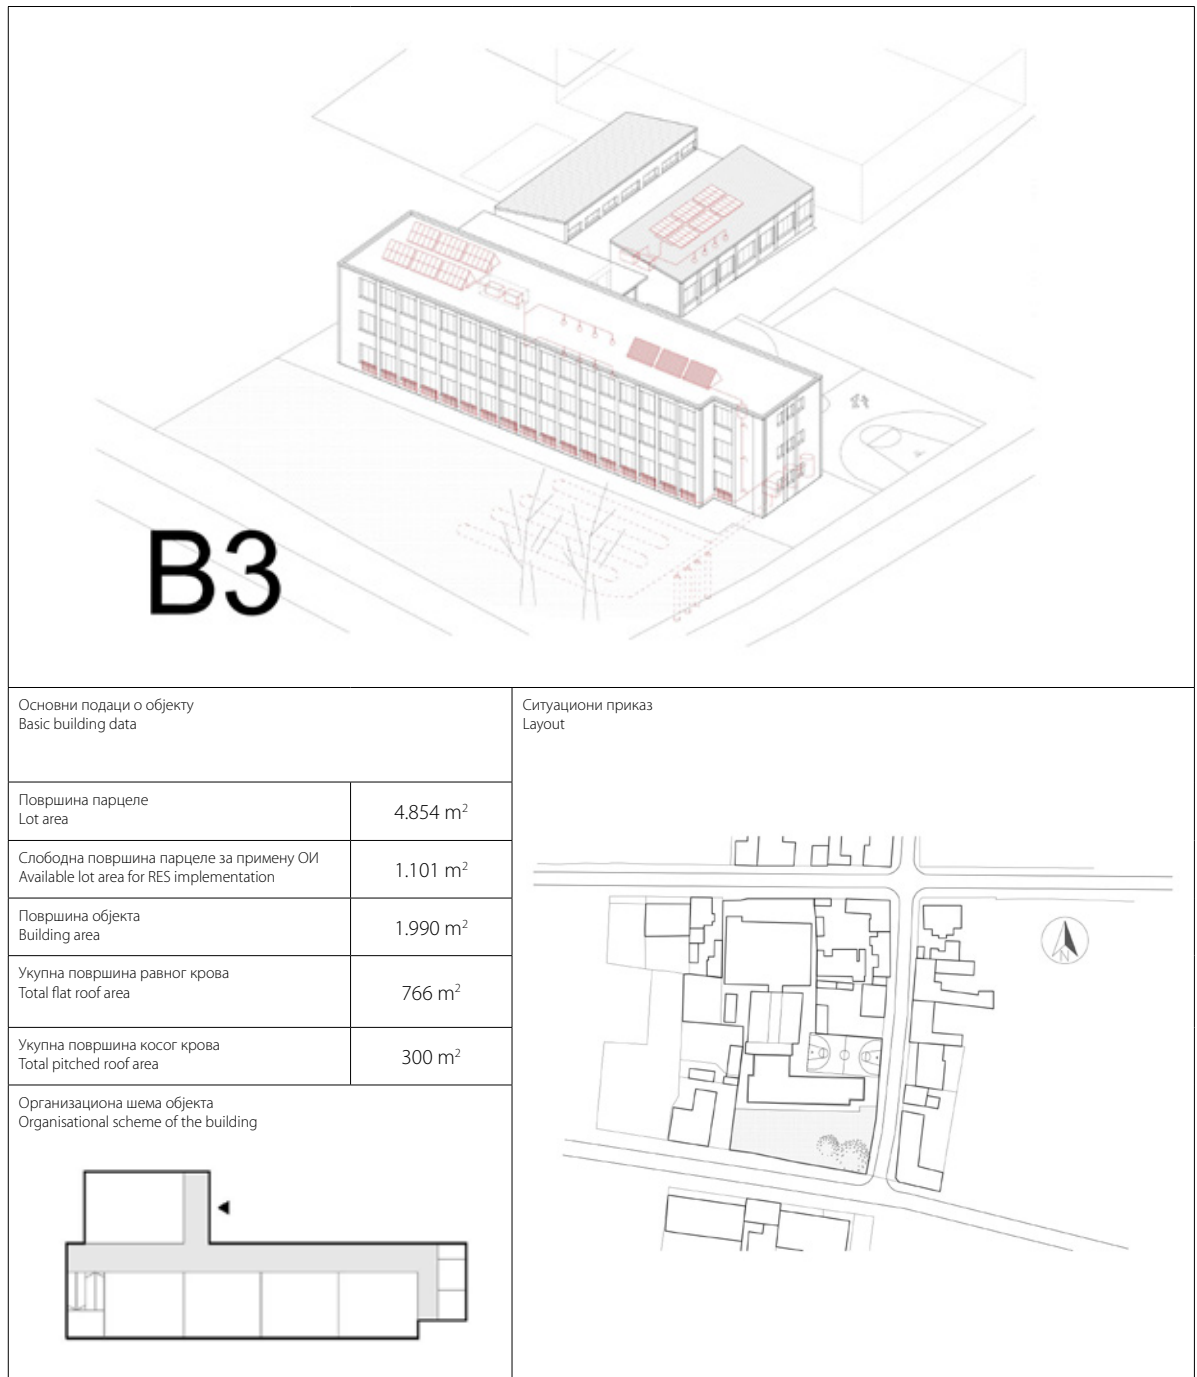 B3
Основни подаци о објекту
Basic building data
Површина парцеле
Lot area
4.854 m²
Слободна површина парцеле за примену ОИ
Available lot area for RES implementation
1.101 m²
Површина објекта
Building area
1.990 m²
Укупна површина равног крова
Total flat roof area
766 m²
Укупна површина косог крова
Total pitched roof area
300 m²
Организациона шема објекта
Organisational scheme of the building
Ситуациони приказ
Layout
N